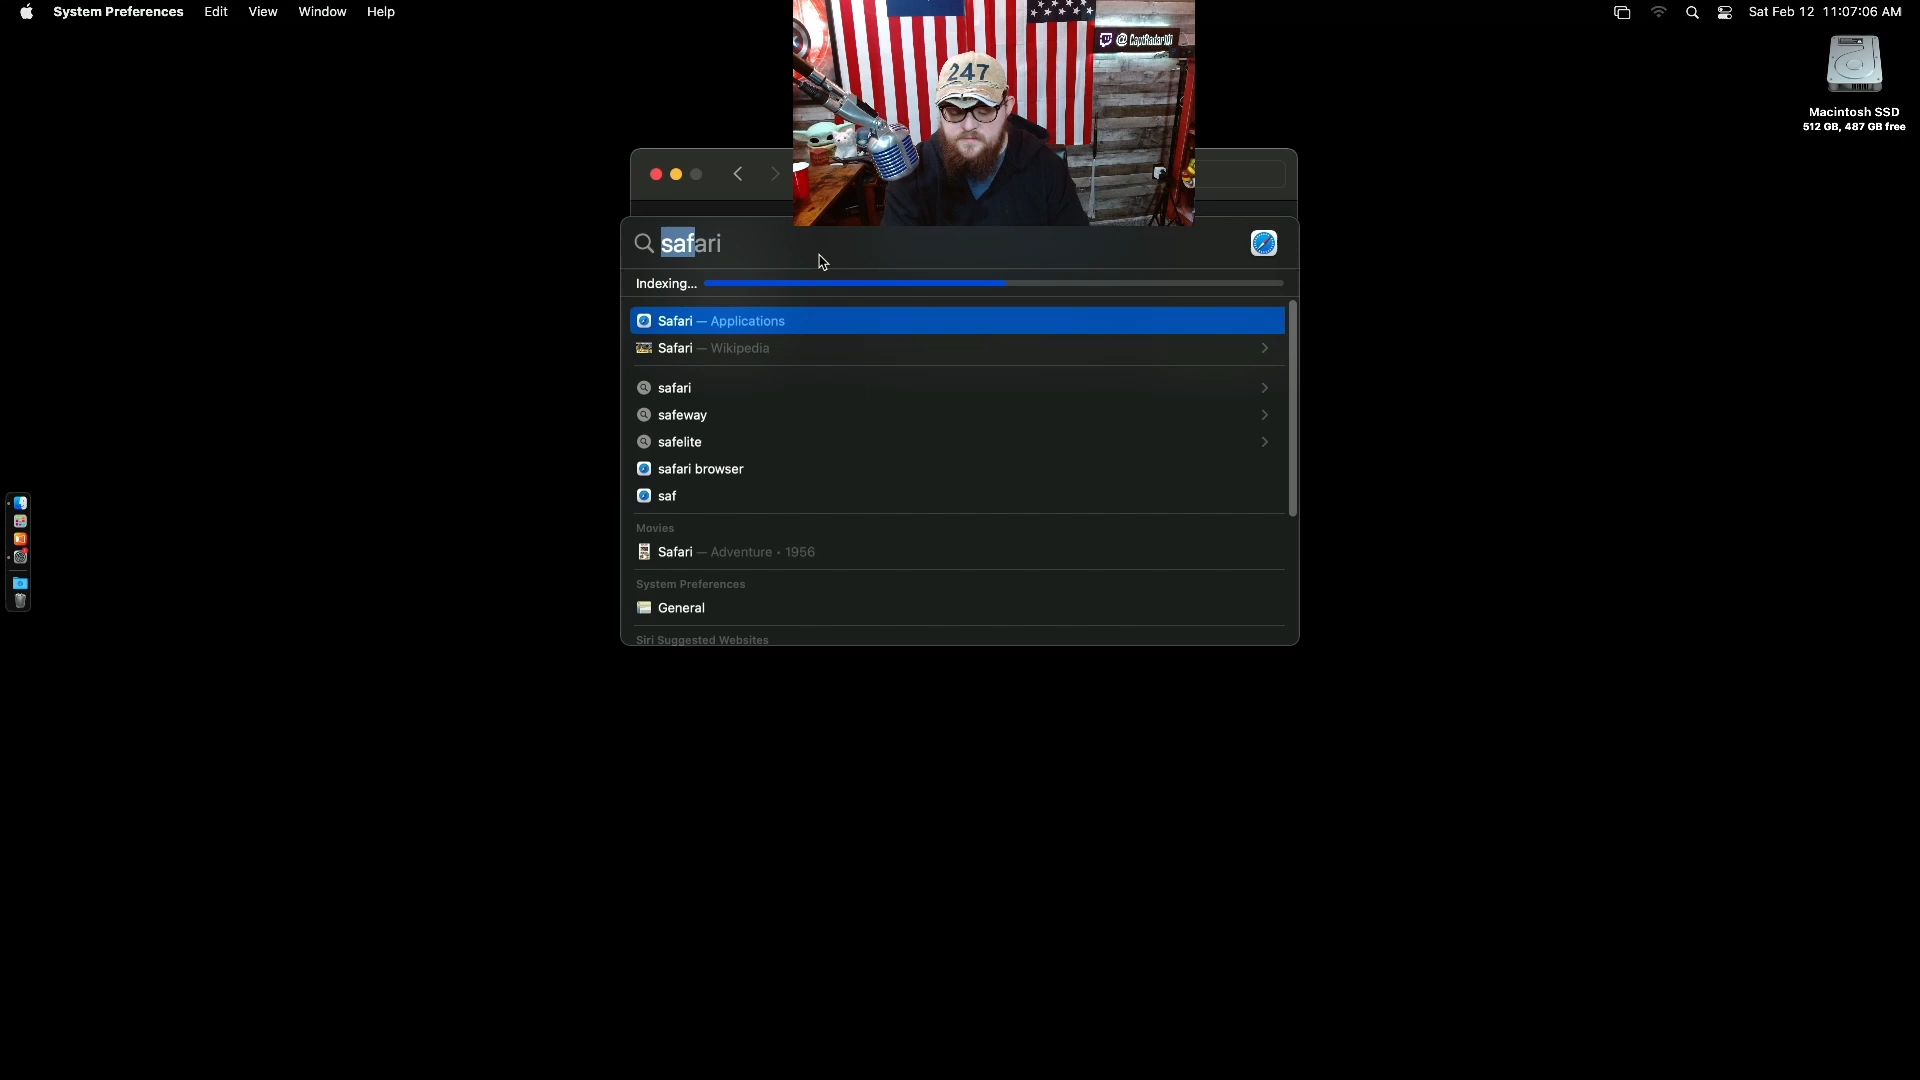 System Preferences Edit View Window Help
Sat Feb 12 11:07:06 AM
Macintosh SSD
512 GB, 487 GB free
247
@CaptRadar101
safari
Indexing...
Safari — Applications
Safari — Wikipedia
safari
safeway
safelite
safari browser
saf
Movies
Safari — Adventure • 1956
System Preferences
General
Siri Suggested Websites